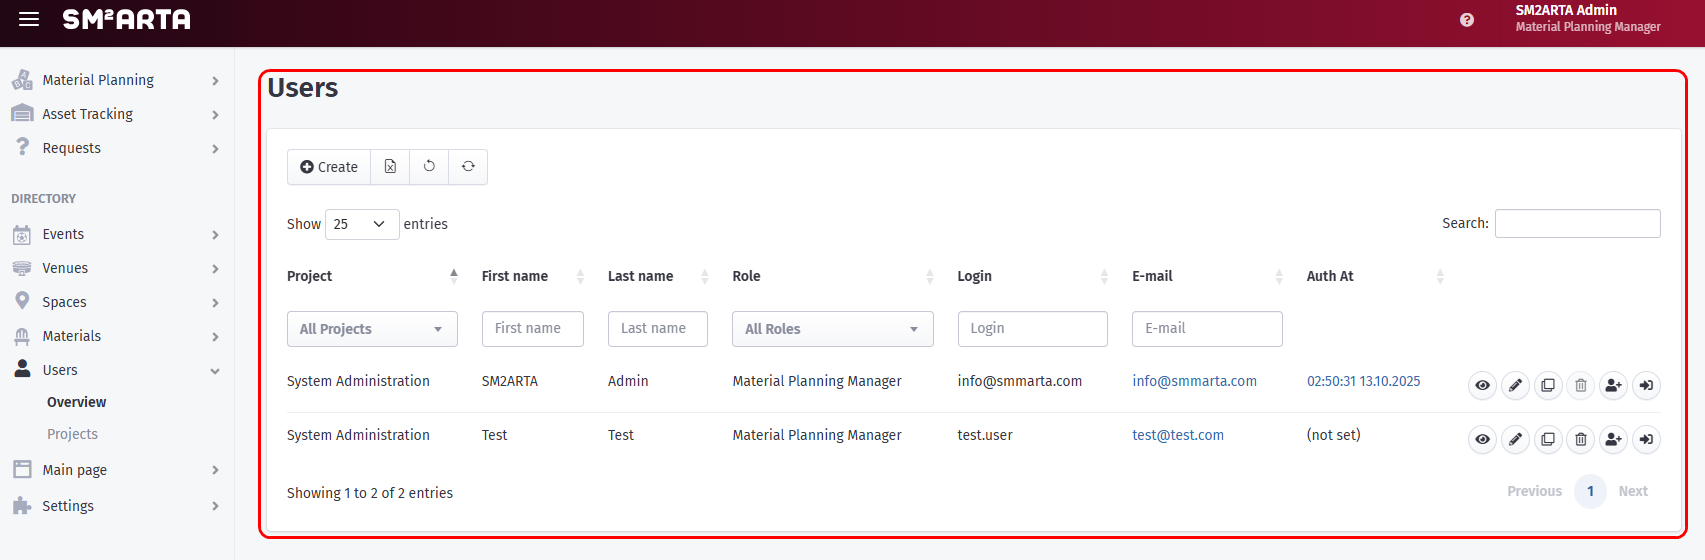 SM²ARTA
SM2ARTA Admin
Material Planning Manager
Material Planning
Asset Tracking
Requests
DIRECTORY
Events
Venues
Spaces
Materials
Users
Overview
Projects
Main page
Settings
Users
Create
Show 25 entries
Search:
Project First name Last name Role Login E-mail Auth At
All Projects First name Last name All Roles Login E-mail
System Administration SM2ARTA Admin Material Planning Manager info@smmarta.com info@smmarta.com 02:50:31 13.10.2025
System Administration Test Test Material Planning Manager test.user test@test.com (not set)
Showing 1 to 2 of 2 entries
Previous 1 Next